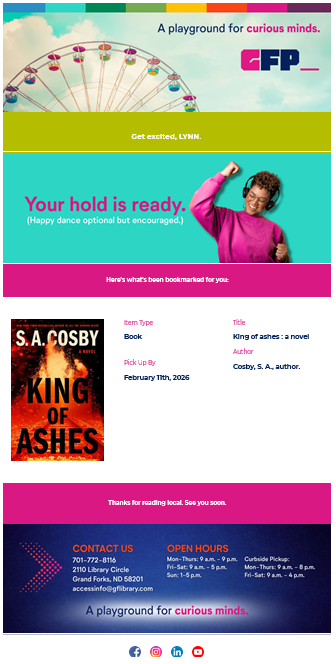 A playground for curious minds.
GFP_
Get excited, LYNN.
Your hold is ready.
(Happy dance optional but encouraged.)
Here's what's been bookmarked for you:
S. A. COSBY
A NOVEL
KING
OF
ASHES
Item Type
Book
Pick Up By
February 11th, 2026
Title
King of ashes : a novel
Author
Cosby, S. A., author.
Thanks for reading local. See you soon.
CONTACT US
701-772-8116
2110 Library Circle
Grand Forks, ND 58201
accessinfo@gflibrary.com
OPEN HOURS
Mon-Thurs: 9 a.m. - 9 p.m.
Fri-Sat: 9 a.m. - 5 p.m.
Sun: 1-5 p.m.
Curbside Pickup:
Mon-Thurs: 9 a.m. - 8 p.m.
Fri-Sat: 9 a.m. - 4 p.m.
A playground for curious minds.